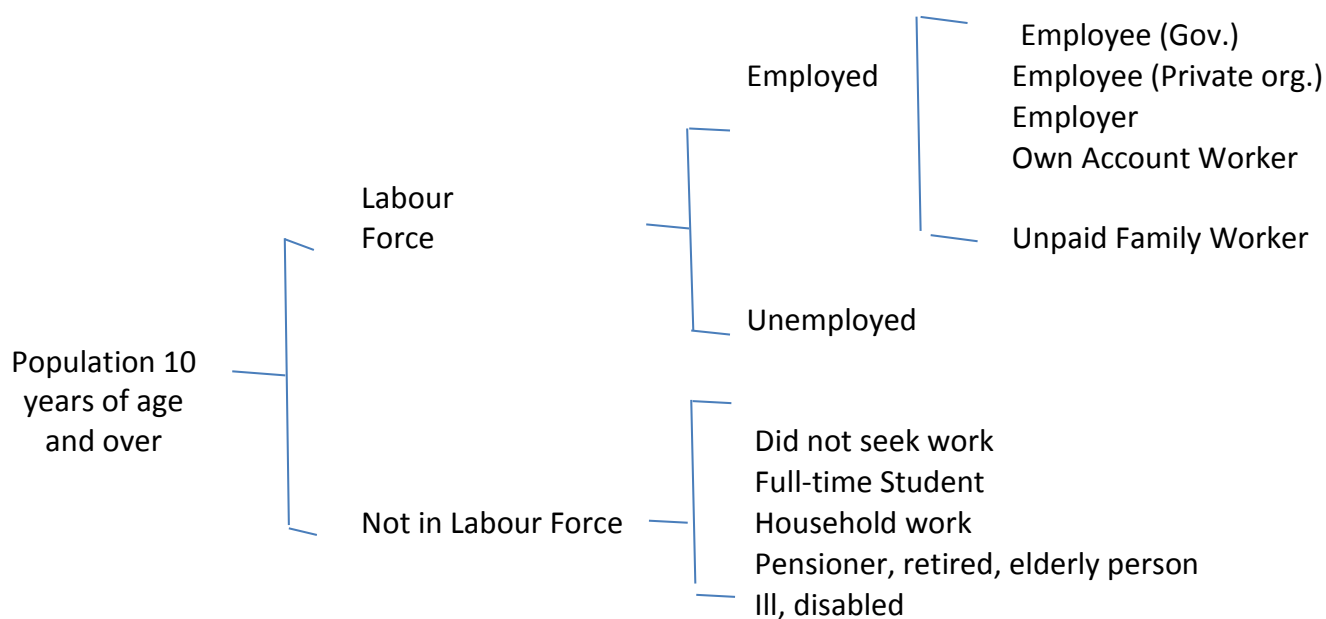 Employee (Gov.)
Employed
Employee (Private org.)
Employer
Own Account Worker
Labour
Force
Unpaid Family Worker
Unemployed
Population 10
years of age
and over
Did not seek work
Full-time Student
Not in Labour Force
Household work
Pensioner, retired, elderly person
Ill, disabled